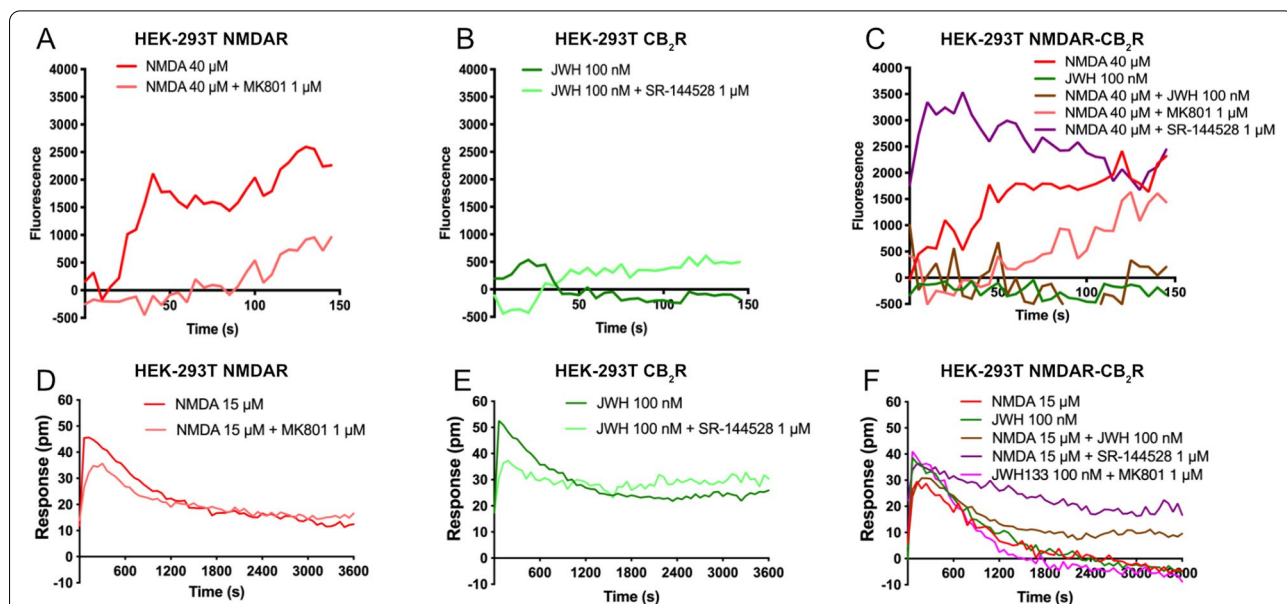 A
HEK-293T NMDAR
NMDA 40 µM
NMDA 40 µM + MK801 1 µM
Fluorescence
4000
3500
3000
2500
2000
1500
1000
500
0
-500
50
100
150
Time (s)
B
HEK-293T CB₂R
JWH 100 nM
JWH 100 nM + SR-144528 1 µM
Fluorescence
4000
3500
3000
2500
2000
1500
1000
500
0
-500
50
100
150
Time (s)
C
HEK-293T NMDAR-CB₂R
NMDA 40 µM
JWH 100 nM
NMDA 40 µM + JWH 100 nM
NMDA 40 µM + MK801 1 µM
NMDA 40 µM + SR-144528 1 µM
Fluorescence
4000
3500
3000
2500
2000
1500
1000
500
0
-500
50
100
150
Time (s)
D
HEK-293T NMDAR
NMDA 15 µM
NMDA 15 µM + MK801 1 µM
Response (pm)
60
50
40
30
20
10
0
-10
600
1200
1800
2400
3000
3600
Time (s)
E
HEK-293T CB₂R
JWH 100 nM
JWH 100 nM + SR-144528 1 µM
Response (pm)
60
50
40
30
20
10
0
-10
600
1200
1800
2400
3000
3600
Time (s)
F
HEK-293T NMDAR-CB₂R
NMDA 15 µM
JWH 100 nM
NMDA 15 µM + JWH 100 nM
NMDA 15 µM + SR-144528 1 µM
JWH133 100 nM + MK801 1 µM
Response (pm)
60
50
40
30
20
10
0
-10
600
1200
1800
2400
3000
3600
Time (s)